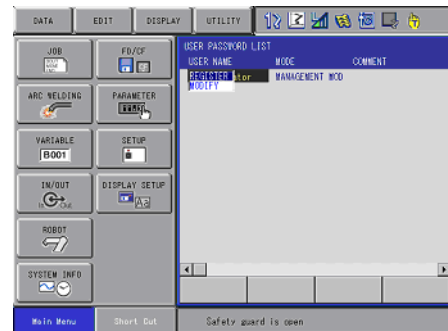 DATA EDIT DISPLAY UTILITY
JOB
FD/CF
ARC WELDING
PARAMETER
VARIABLE
B001
SETUP
IN/OUT
In Out
DISPLAY SETUP
ROBOT
SYSTEM INFO
USER PASSWORD LIST
USER NAME MODE COMMENT
REGISTER tor MANAGEMENT MOD
MODIFY
Main Menu Short Cut Safety guard is open